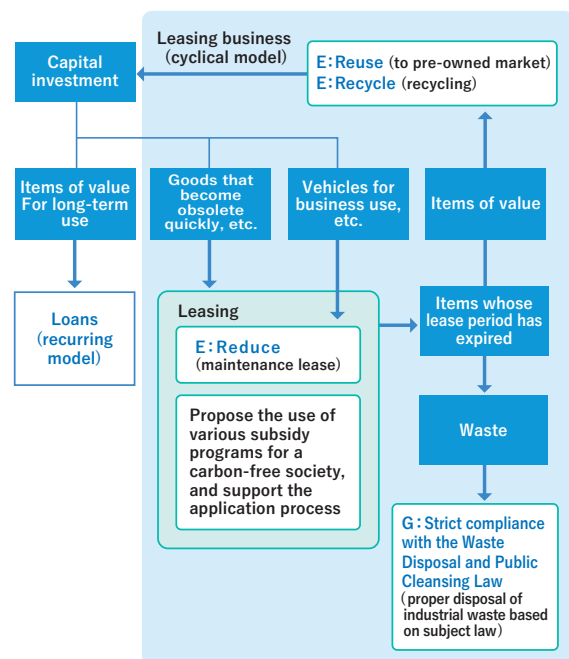 Leasing business
(cyclical model)
Capital
investment
E:Reuse (to pre-owned market)
E:Recycle (recycling)
Items of value
For long-term
use
Goods that
become
obsolete
quickly, etc.
Vehicles for
business use,
etc.
Items of value
Loans
(recurring
model)
Leasing
E:Reduce
(maintenance lease)
Propose the use of
various subsidy
programs for a
carbon-free society,
and support the
application process
Items whose
lease period has
expired
Waste
G:Strict compliance
with the Waste
Disposal and Public
Cleansing Law
(proper disposal of
industrial waste based
on subject law)